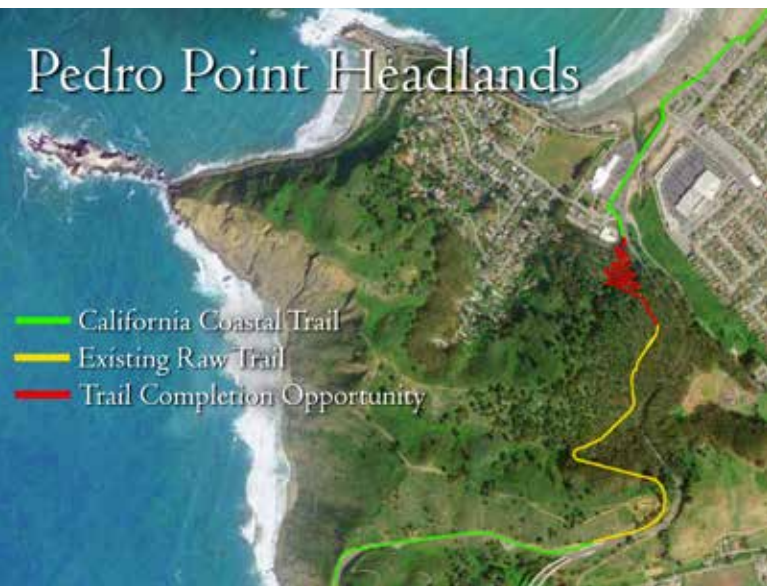 Pedro Point Headlands
California Coastal Trail
Existing Raw Trail
Trail Completion Opportunity